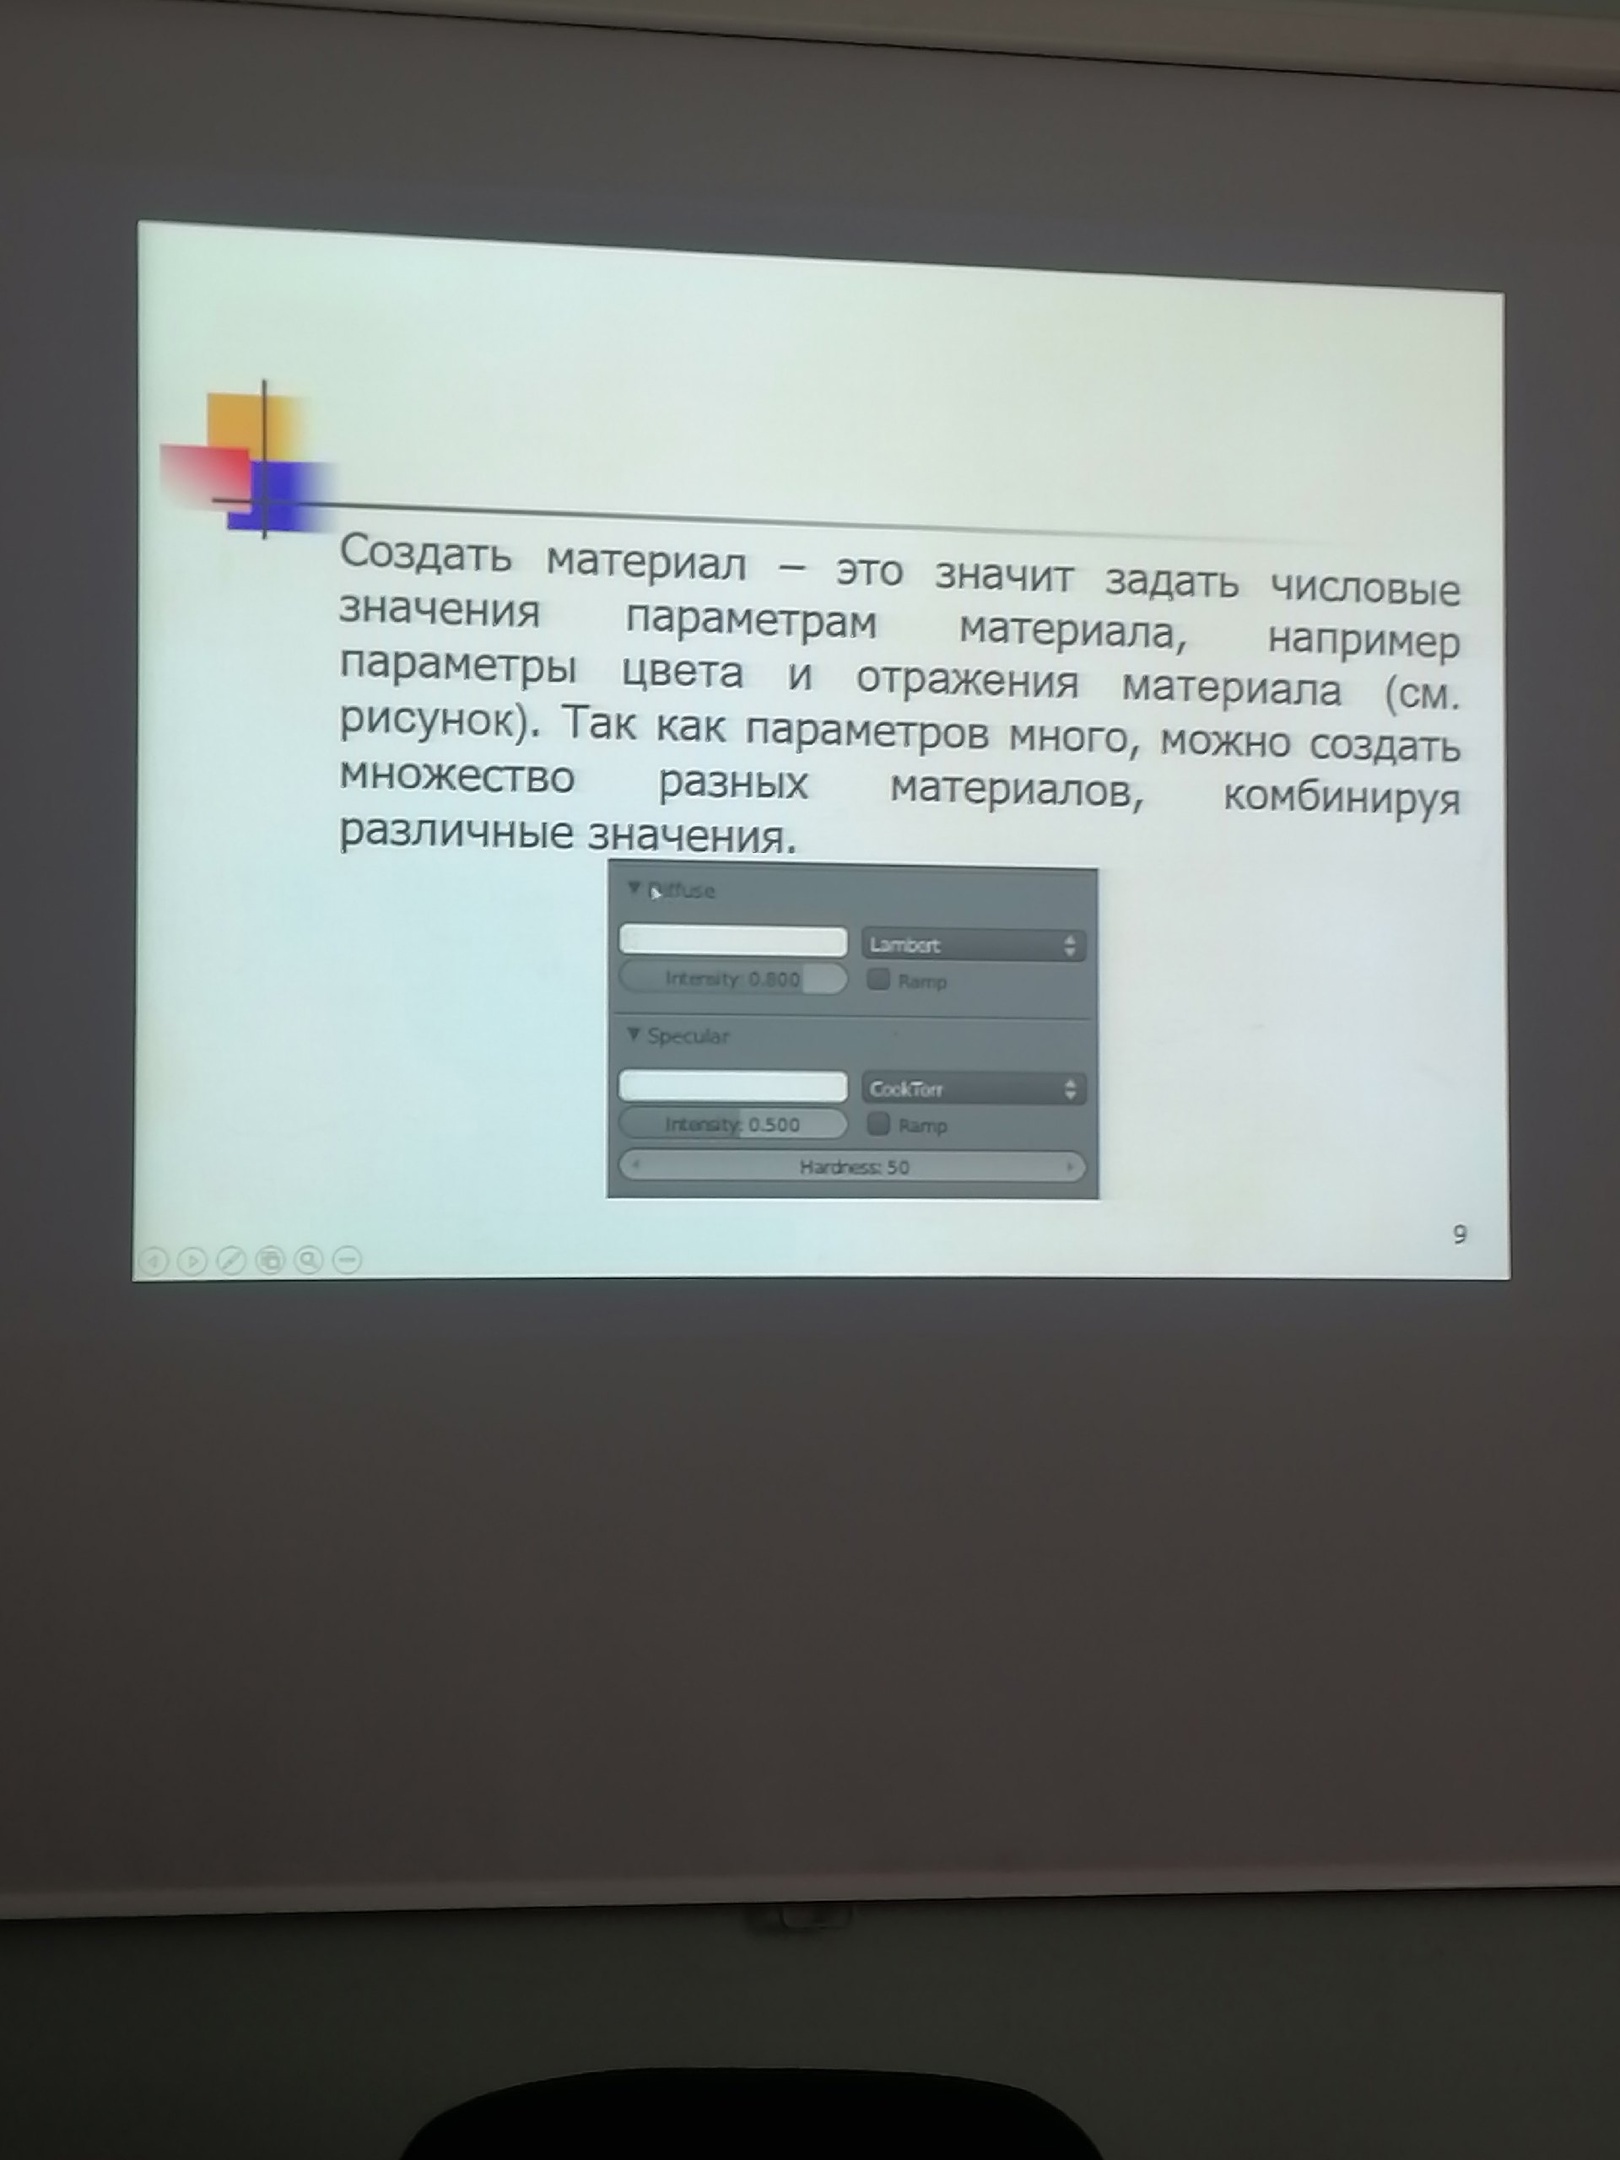 Создать материал – это значит задать числовые
значения параметрам материала, например
параметры цвета и отражения материала (см.
рисунок). Так как параметров много, можно создать
множество разных материалов, комбинируя
различные значения.
Diffuse
Lambert
Intensity: 0.800 Ramp
Specular
CookTorr
Intensity: 0.500 Ramp
Hardness: 50
9